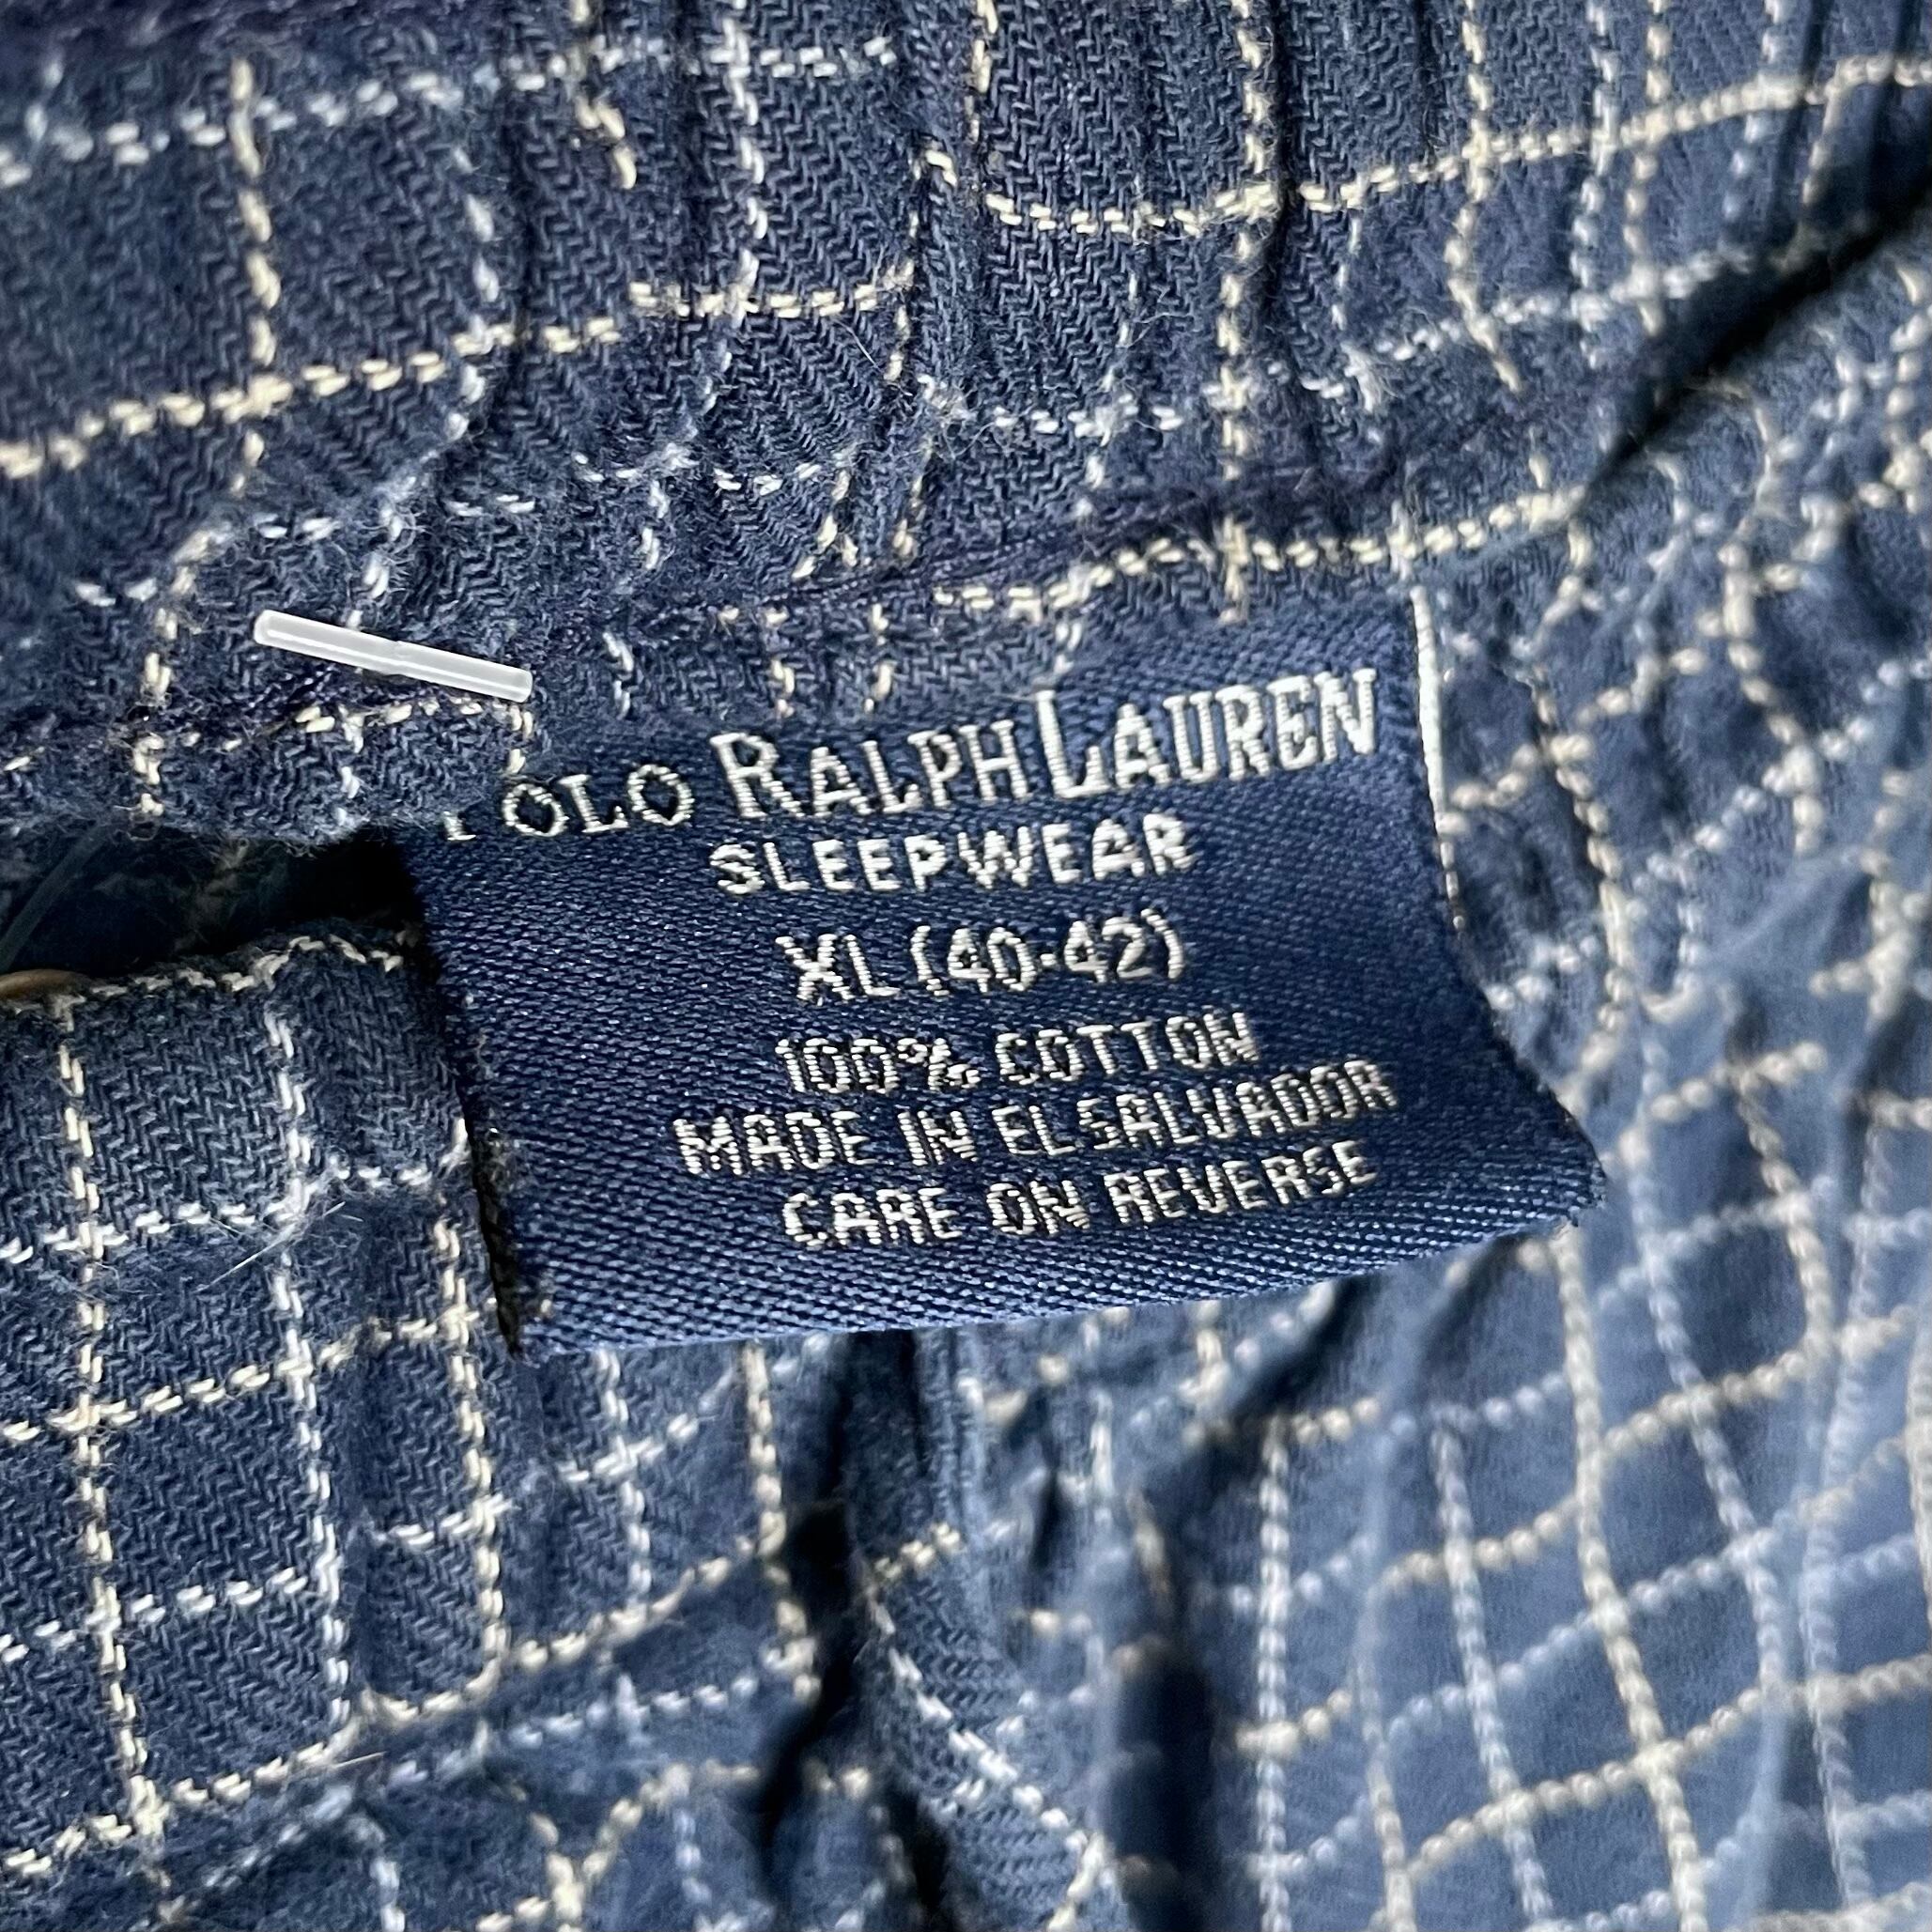 POLO RALPH LAUREN
SLEEPWEAR
XL (40-42)
100% COTTON
MADE IN EL SALVADOR
CARE ON REVERSE